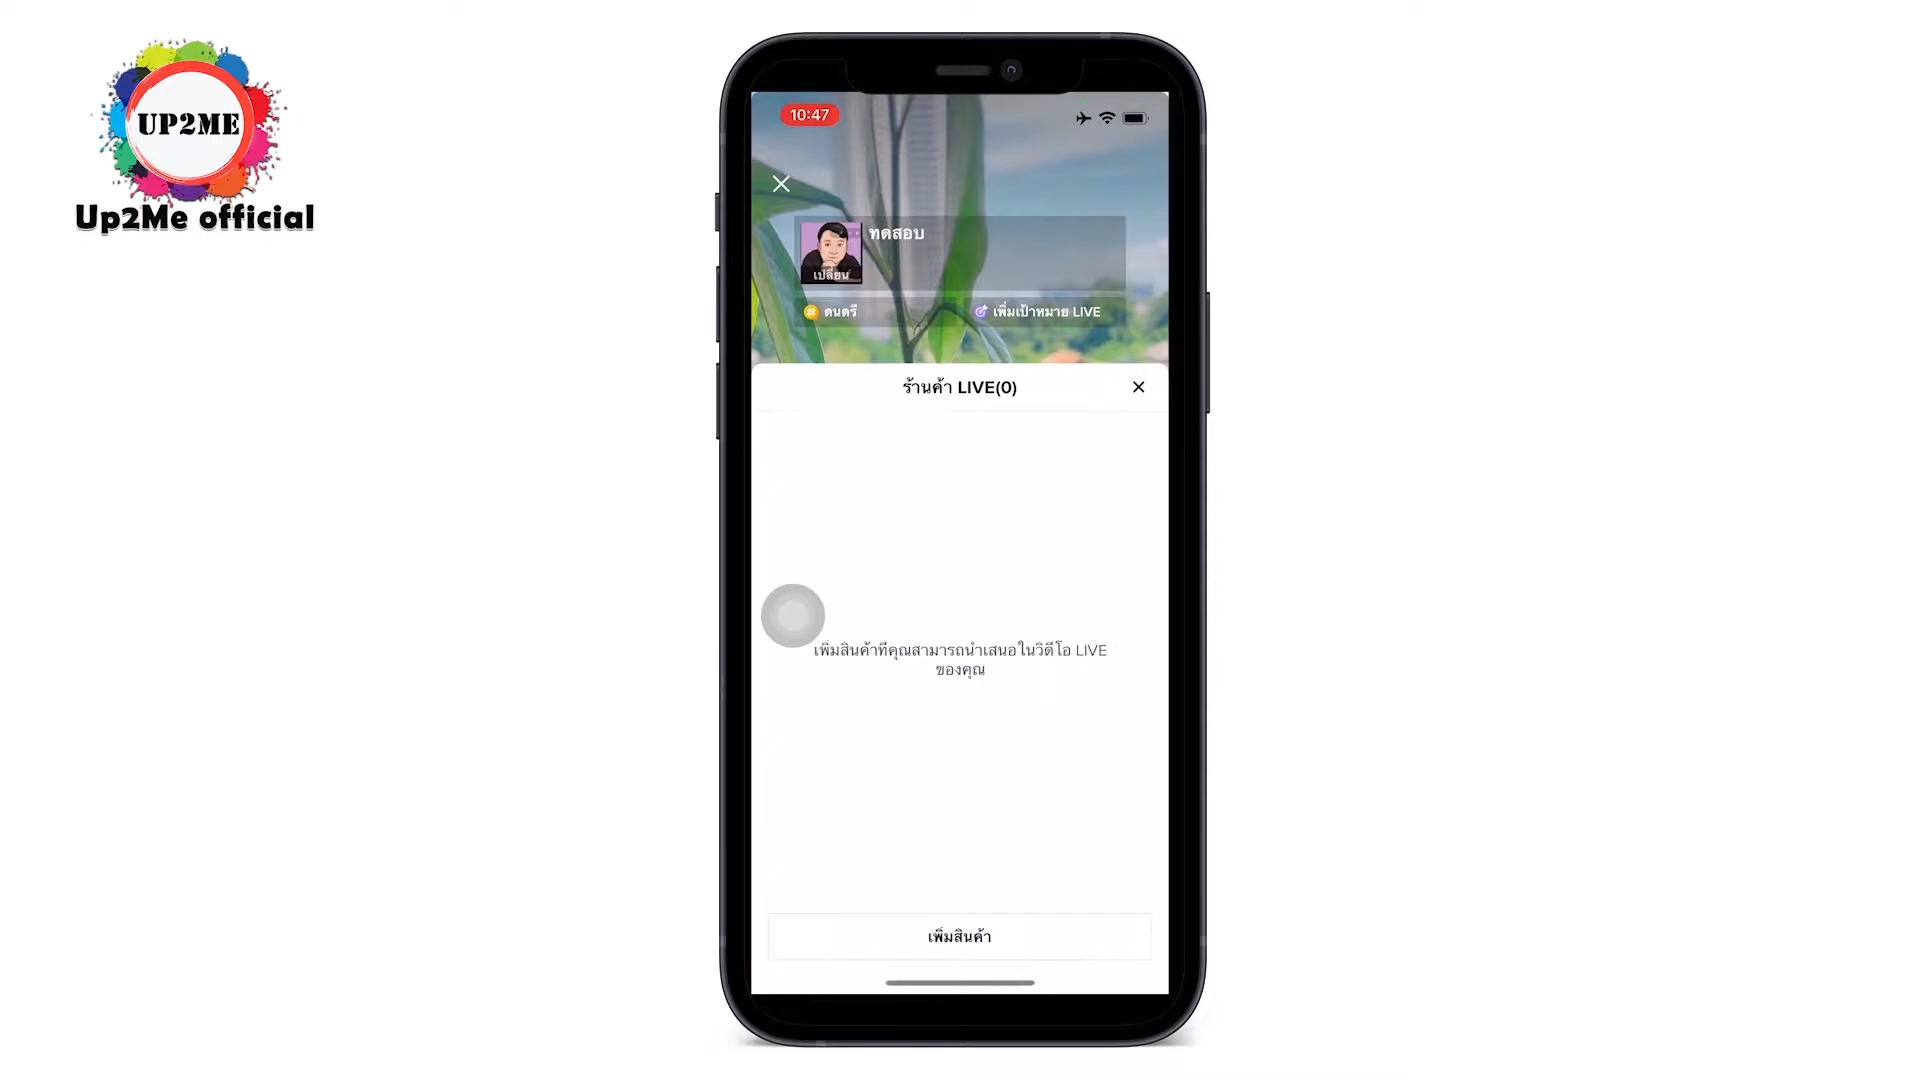 UP2ME
Up2Me official
10:47
ทดสอบ
เปลี่ยน
ดนตรี
เพิ่มเป้าหมาย LIVE
ร้านค้า LIVE(0)
เพิ่มสินค้าที่คุณสามารถนำเสนอในวิดีโอ LIVE
ของคุณ
เพิ่มสินค้า